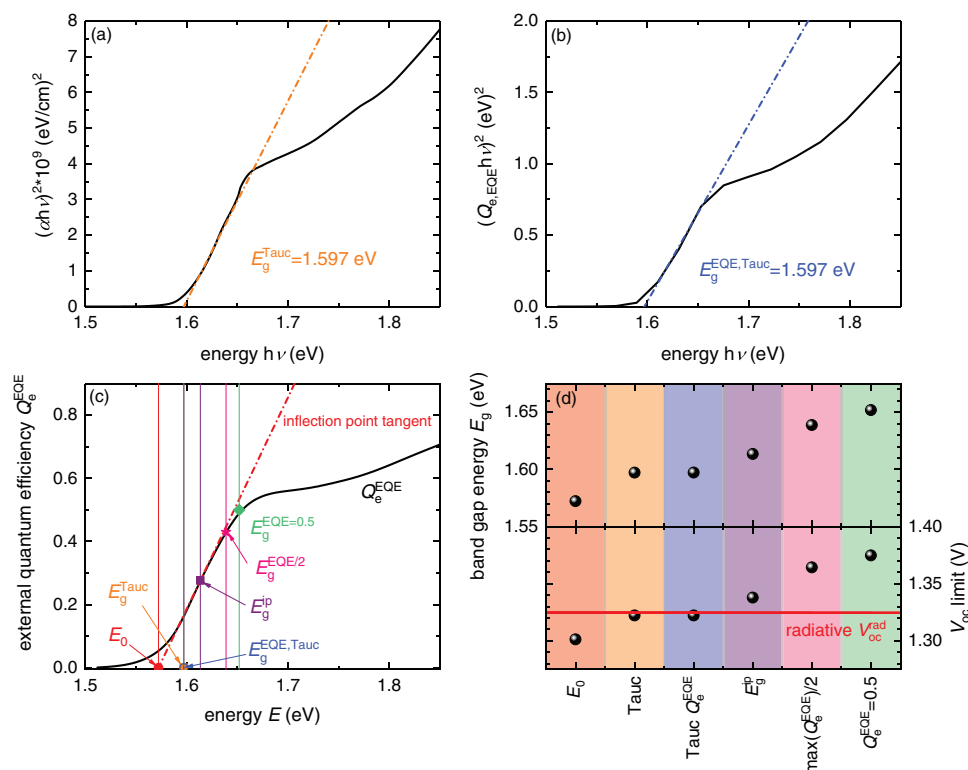 (a)
8
7
6
5
4
3
2
1
0
(αhν)²*10⁹ (eV/cm)²
E_g^Tauc=1.597 eV
1.5 1.6 1.7 1.8
energy hν (eV)
(b)
2.0
1.5
1.0
0.5
0.0
(Q_e,EQE hν)² (eV)²
E_g^EQE,Tauc=1.597 eV
1.5 1.6 1.7 1.8
energy hν (eV)
(c)
0.8
0.6
0.4
0.2
0.0
external quantum efficiency Q_e^EQE
inflection point tangent
Q_e^EQE
E_g^EQE=0.5
E_g^EQE/2
E_g^ip
E_g^Tauc
E_0
E_g^EQE,Tauc
1.5 1.6 1.7 1.8
energy E (eV)
(d)
1.65
1.60
1.55
band gap energy E_g (eV)
1.40
1.35
1.30
V_oc limit (V)
radiative V_oc^rad
E_0
Tauc
Tauc Q_e^EQE
E_g^ip
max(Q_e^EQE)/2
Q_e^EQE=0.5